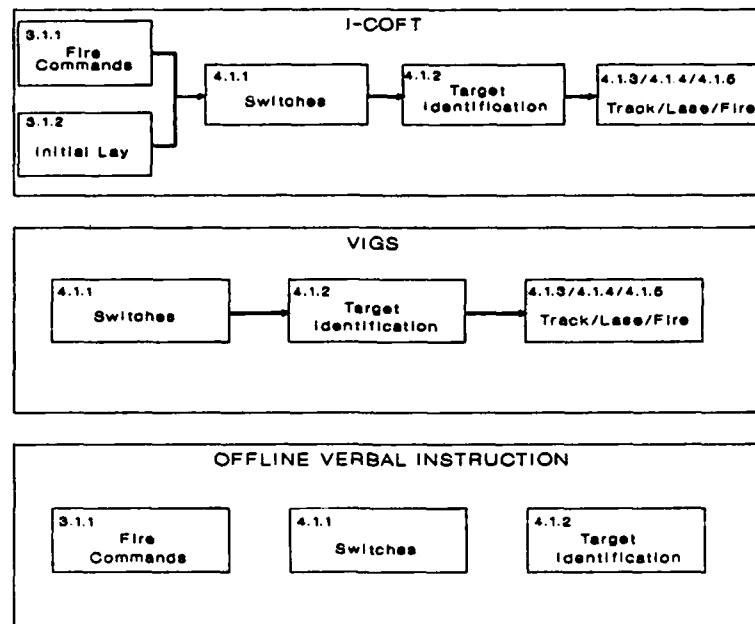 I-COFT
3.1.1
Fire
Commands
3.1.2
Initial Lay
4.1.1
Switches
4.1.2
Target
Identification
4.1.3/4.1.4/4.1.5
Track/Lase/Fire
VIGS
4.1.1
Switches
4.1.2
Target
Identification
4.1.3/4.1.4/4.1.5
Track/Lase/Fire
OFFLINE VERBAL INSTRUCTION
3.1.1
Fire
Commands
4.1.1
Switches
4.1.2
Target
Identification